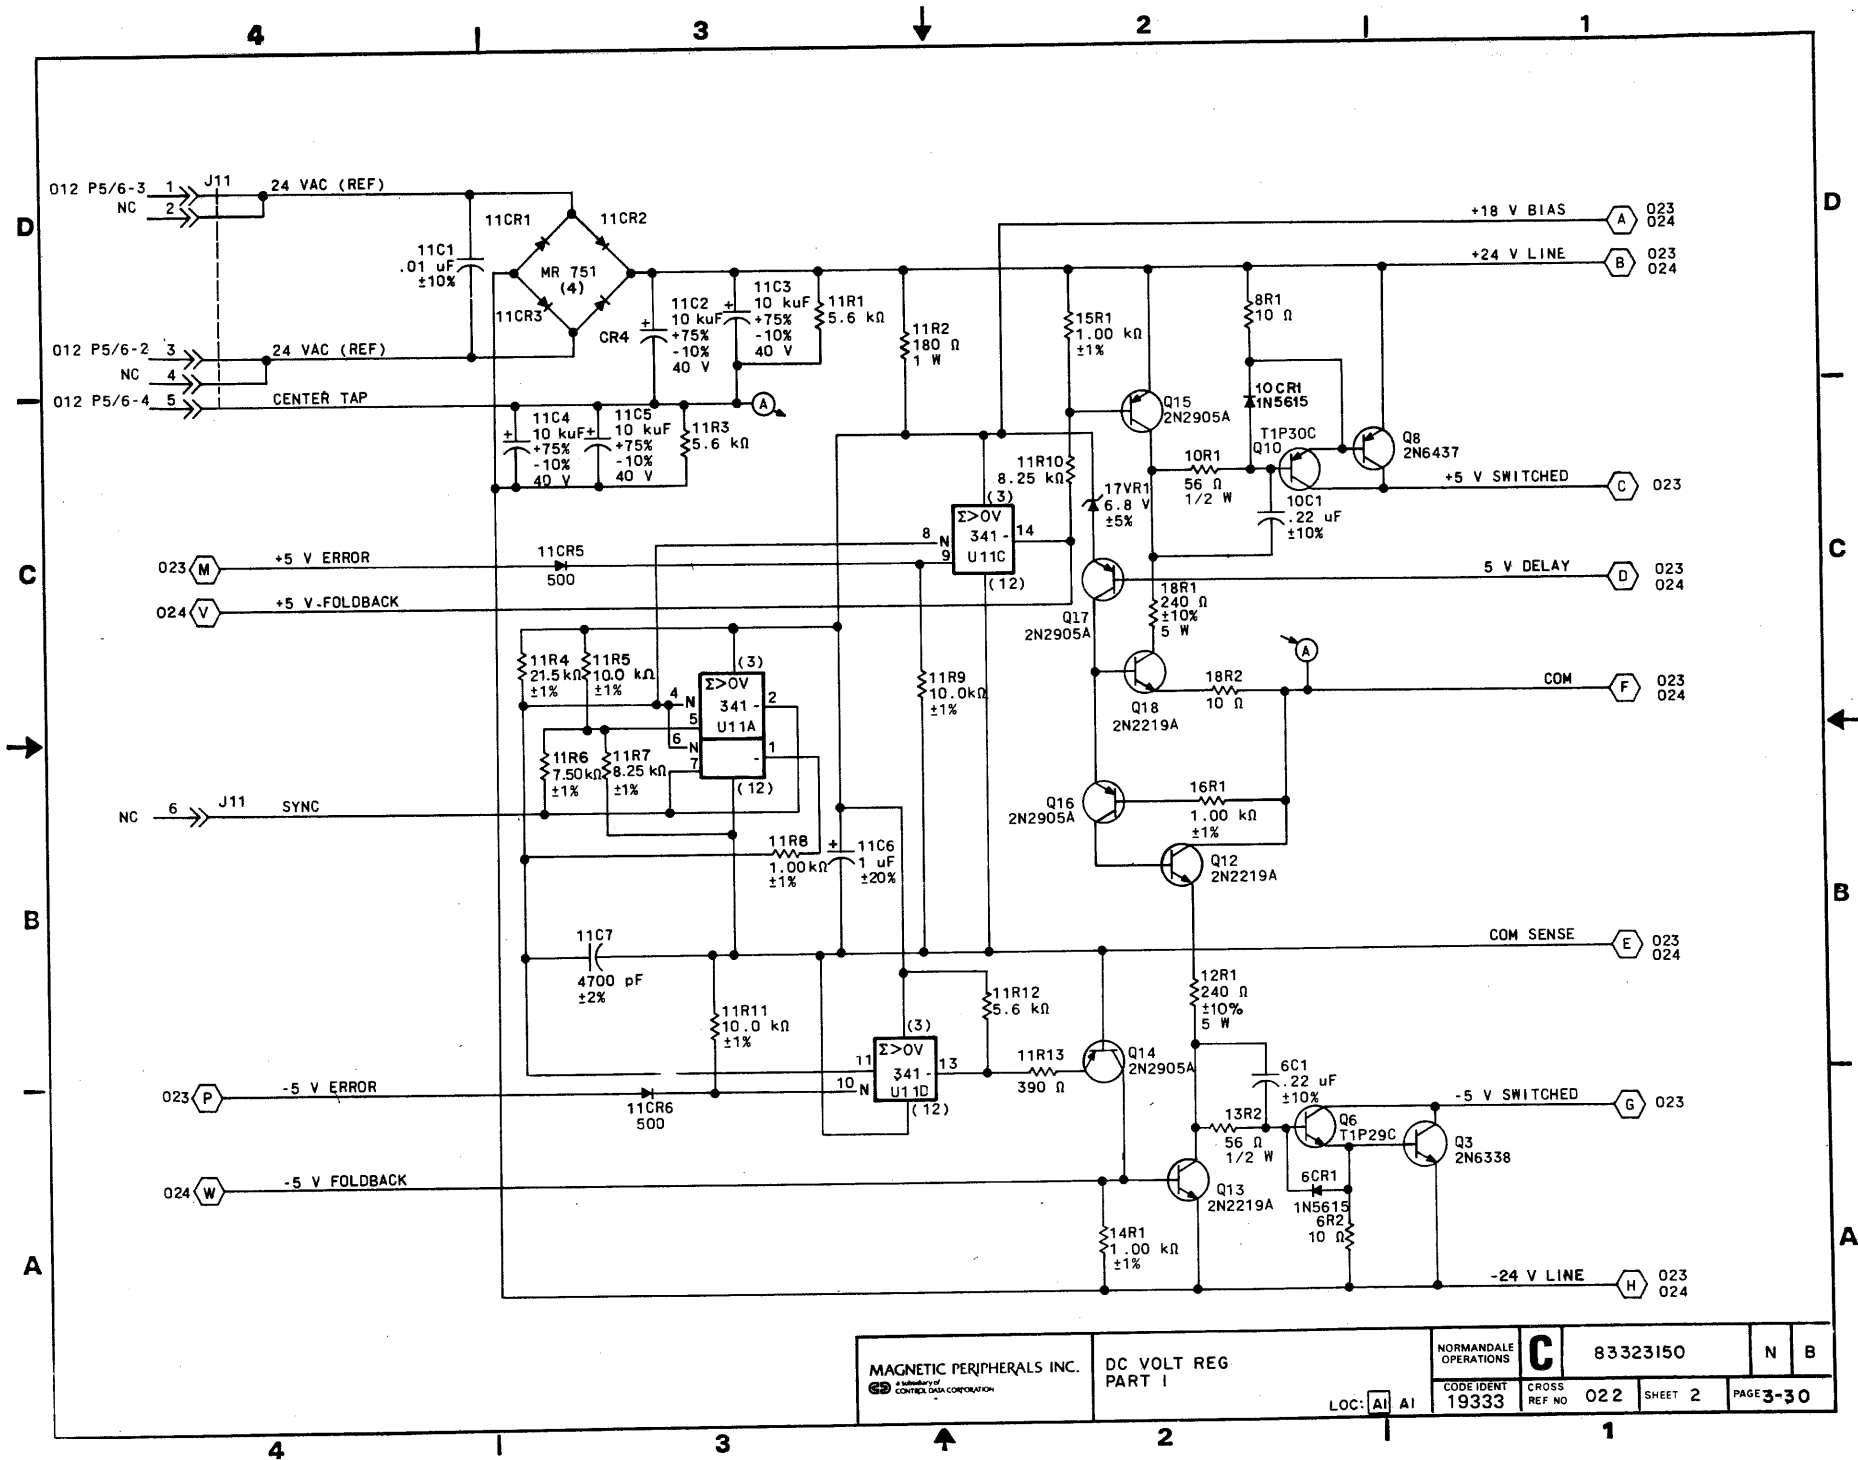 4 3 2 1
D D
C C
B B
A A
012 P5/6-3 1 J11 24 VAC (REF)
NC 2
11CR1 11CR2
11C1
.01 uF
±10%
MR 751
(4)
11CR3
CR4
012 P5/6-2 3 24 VAC (REF)
NC 4
012 P5/6-4 5 CENTER TAP
11C2
10 kuF
+75%
-10%
40 V
11C3
10 kuF
+75%
-10%
40 V
11R1
5.6 kΩ
11C4
10 kuF
+75%
-10%
40 V
11C5
10 kuF
+75%
-10%
40 V
11R3
5.6 kΩ
A
11R2
180 Ω
1 W
+18 V BIAS A 023
024
+24 V LINE B 023
024
15R1
1.00 kΩ
±1%
8R1
10 Ω
Q15
2N2905A
10CR1
1N5615
T1P30C
Q10
Q8
2N6437
11R10
8.25 kΩ
10R1
56 Ω
1/2 W
10C1
.22 uF
±10%
+5 V SWITCHED C 023
17VR1
6.8 V
±5%
(3)
Σ>0V
8 N 341 - 14
9 U11C
(12)
023 M +5 V ERROR 11CR5
500
024 V +5 V-FOLDBACK
5 V DELAY D 023
024
Q17
2N2905A
18R1
240 Ω
±10%
5 W
11R4
21.5 kΩ
±1%
11R5
10.0 kΩ
±1%
(3)
Σ>0V
4 N 341 - 2
5 U11A
6 N - 1
7
(12)
11R9
10.0kΩ
±1%
A
Q18
2N2219A
18R2
10 Ω
COM F 023
024
11R6
7.50kΩ
±1%
11R7
8.25 kΩ
±1%
NC 6 J11 SYNC
Q16
2N2905A
16R1
1.00 kΩ
±1%
11R8
1.00kΩ
±1%
11C6
1 uF
±20%
Q12
2N2219A
11C7
4700 pF
±2%
COM SENSE E 023
024
12R1
240 Ω
±10%
5 W
11R11
10.0 kΩ
±1%
11R12
5.6 kΩ
(3)
Σ>0V
11 341 - 13
10 N U11D
(12)
11R13
390 Ω
Q14
2N2905A
6C1
.22 uF
±10%
023 P -5 V ERROR
11CR6
500
-5 V SWITCHED G 023
13R2
56 Ω
1/2 W
Q6
T1P29C
Q3
2N6338
6CR1
1N5615
024 W -5 V FOLDBACK
Q13
2N2219A
6R2
10 Ω
14R1
1.00 kΩ
±1%
-24 V LINE H 023
024
MAGNETIC PERIPHERALS INC.
a subsidiary of
CONTROL DATA CORPORATION
DC VOLT REG
PART I
LOC: A1 A1
NORMANDALE
OPERATIONS
C 83323150 N B
CODE IDENT
19333
CROSS
REF NO 022 SHEET 2 PAGE 3-30
4 3 2 1